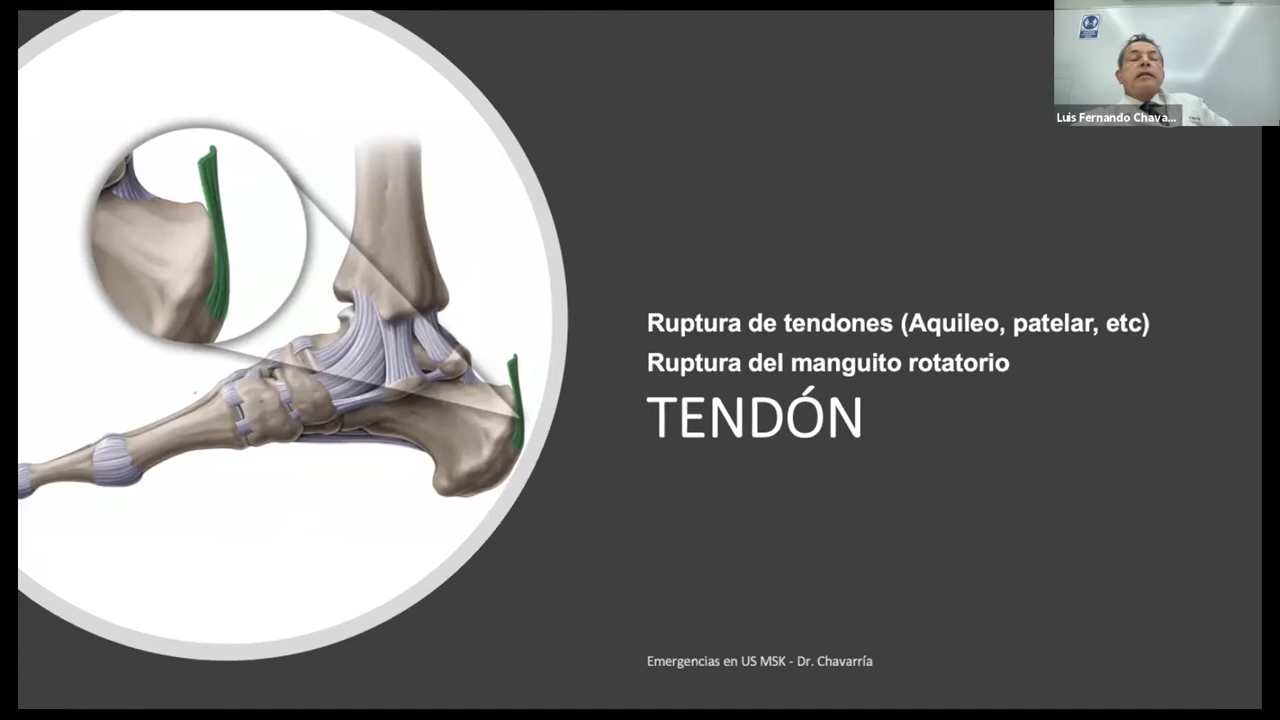 Luis Fernando Chava...
Ruptura de tendones (Aquileo, patelar, etc)
Ruptura del manguito rotatorio
TENDÓN
Emergencias en US MSK - Dr. Chavarría